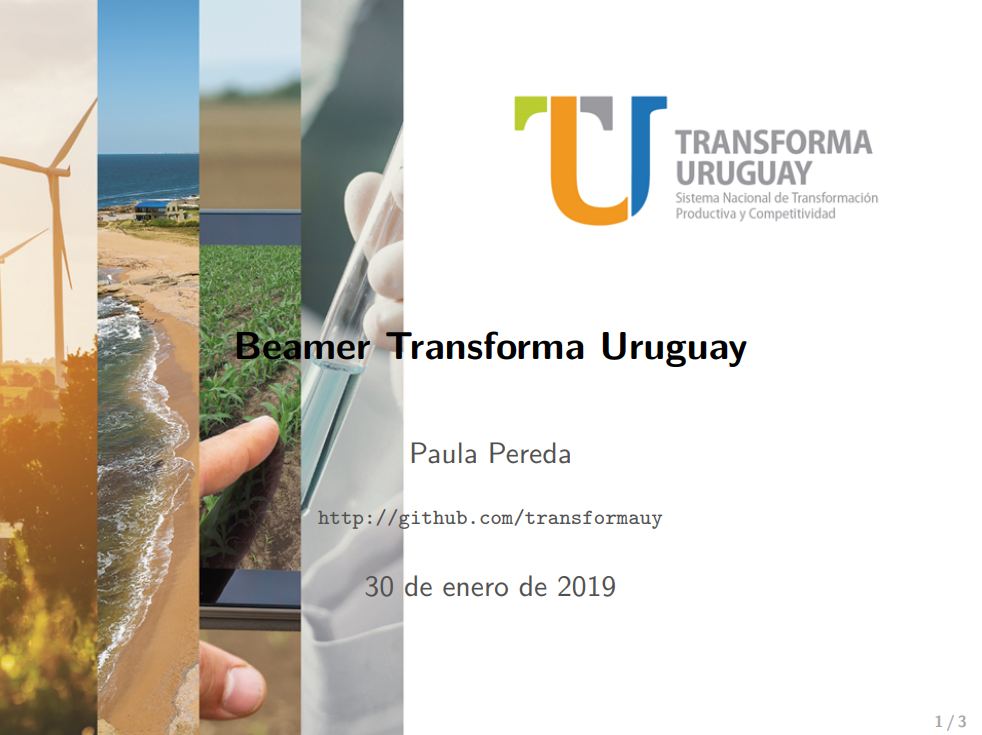 TRANSFORMA
URUGUAY
Sistema Nacional de Transformación
Productiva y Competitividad
Beamer Transforma Uruguay
Paula Pereda
http://github.com/transformauy
30 de enero de 2019
1 / 3